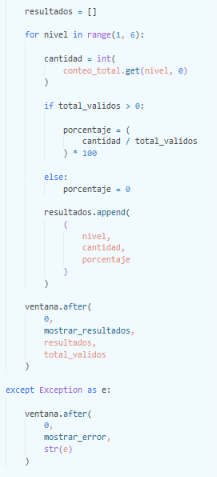 resultados = []
for nivel in range(1, 6):
cantidad = int(
conteo_total.get(nivel, 0)
)
if total_validos > 0:
porcentaje = (
cantidad / total_validos
) * 100
else:
porcentaje = 0
resultados.append(
(
nivel,
cantidad,
porcentaje
)
)
ventana.after(
0,
mostrar_resultados,
resultados,
total_validos
)
except Exception as e:
ventana.after(
0,
mostrar_error,
str(e)
)